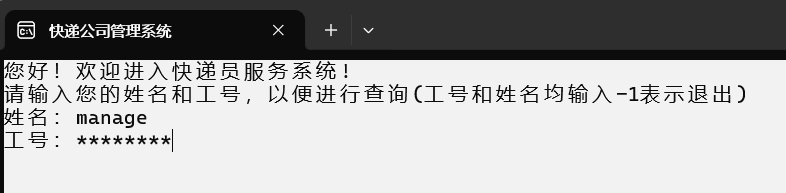 快递公司管理系统
您好！欢迎进入快递员服务系统！
请输入您的姓名和工号，以便进行查询(工号和姓名均输入-1表示退出)
姓名：manage
工号：********